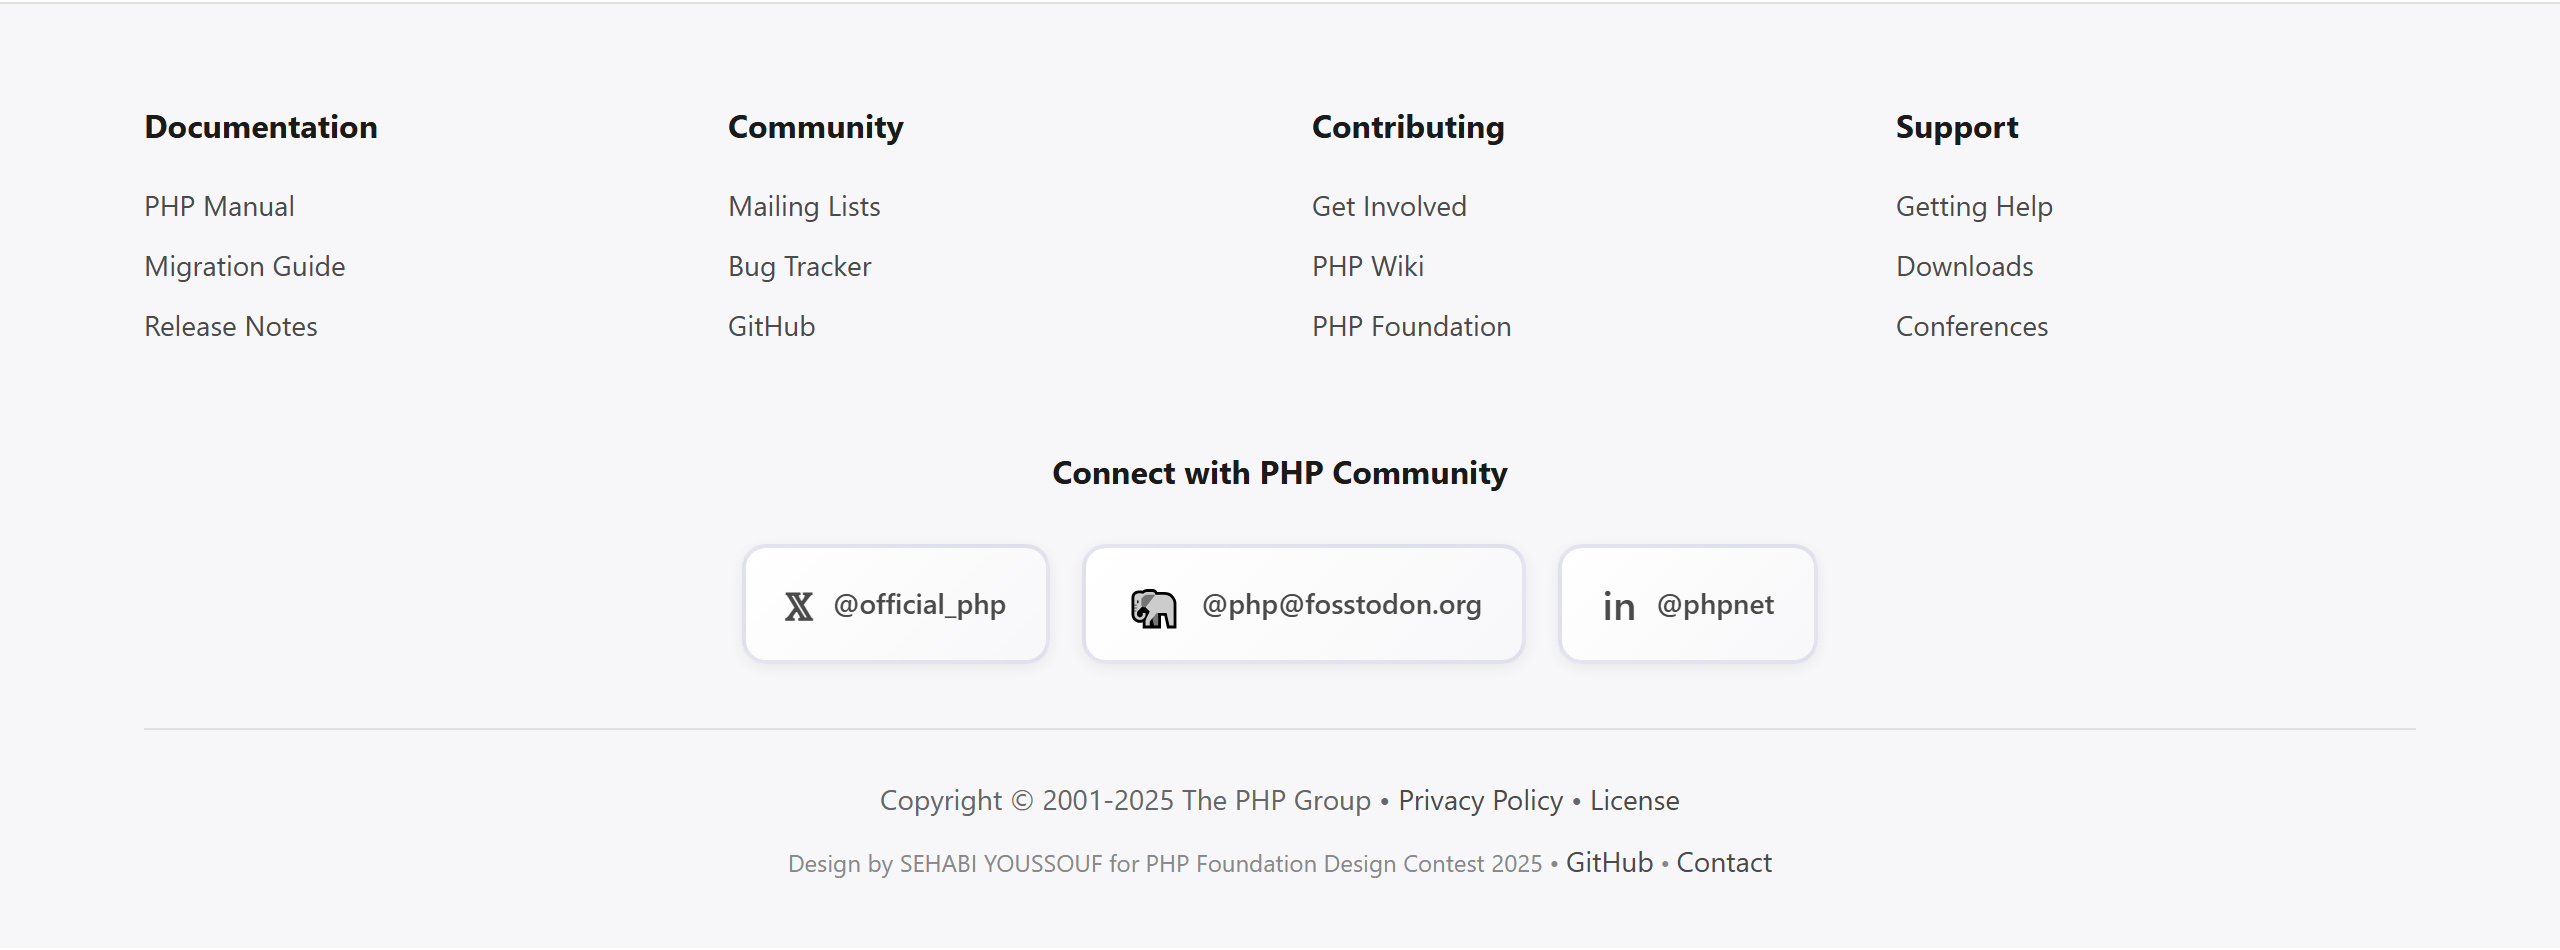 Documentation
PHP Manual
Migration Guide
Release Notes
Community
Mailing Lists
Bug Tracker
GitHub
Contributing
Get Involved
PHP Wiki
PHP Foundation
Support
Getting Help
Downloads
Conferences
Connect with PHP Community
𝕏 @official_php
@php@fosstodon.org
in @phpnet
Copyright © 2001-2025 The PHP Group • Privacy Policy • License
Design by SEHABI YOUSSOUF for PHP Foundation Design Contest 2025 • GitHub • Contact